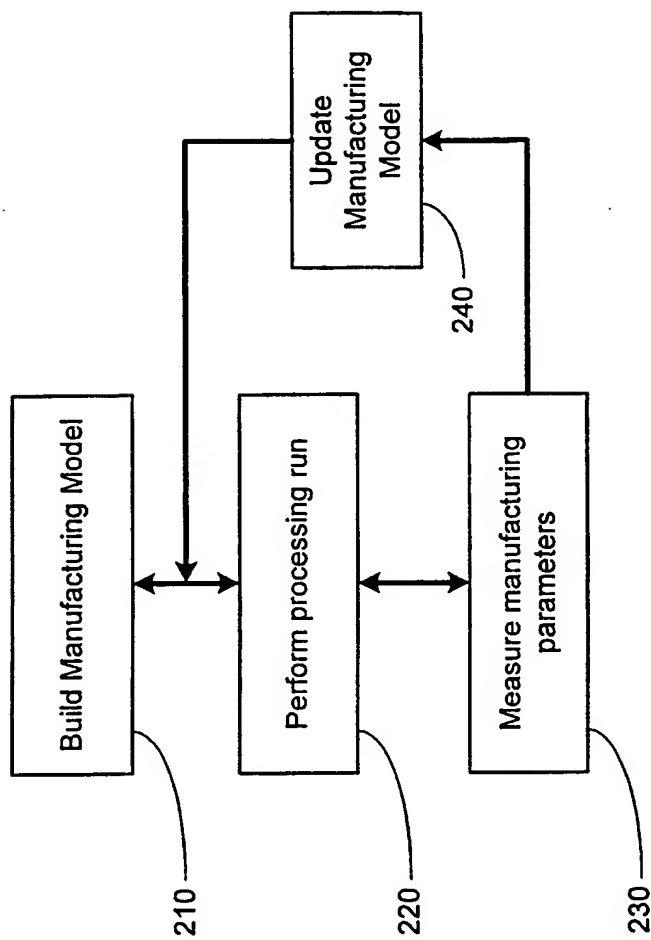 Build Manufacturing Model
210
Perform processing run
220
Measure manufacturing
parameters
230
Update
Manufacturing
Model
240